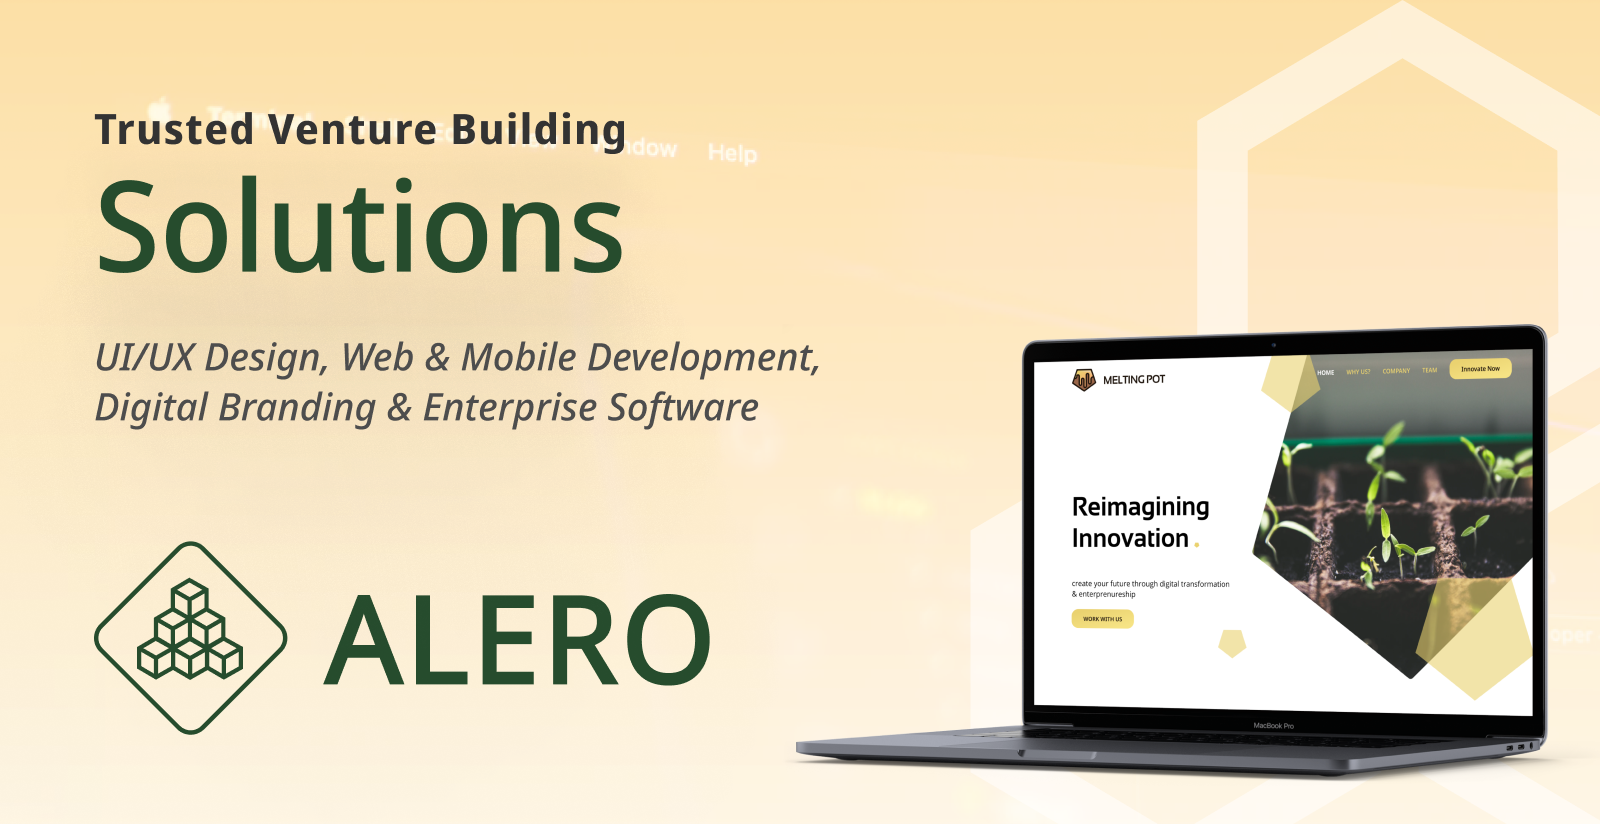 Trusted Venture Building
Solutions
UI/UX Design, Web & Mobile Development,
Digital Branding & Enterprise Software
ALERO
Help
MELTING POT
HOME WHY US? COMPANY TEAM Innovate Now
Reimagining
Innovation.
create your future through digital transformation
& enterprenureship
WORK WITH US
MacBook Pro